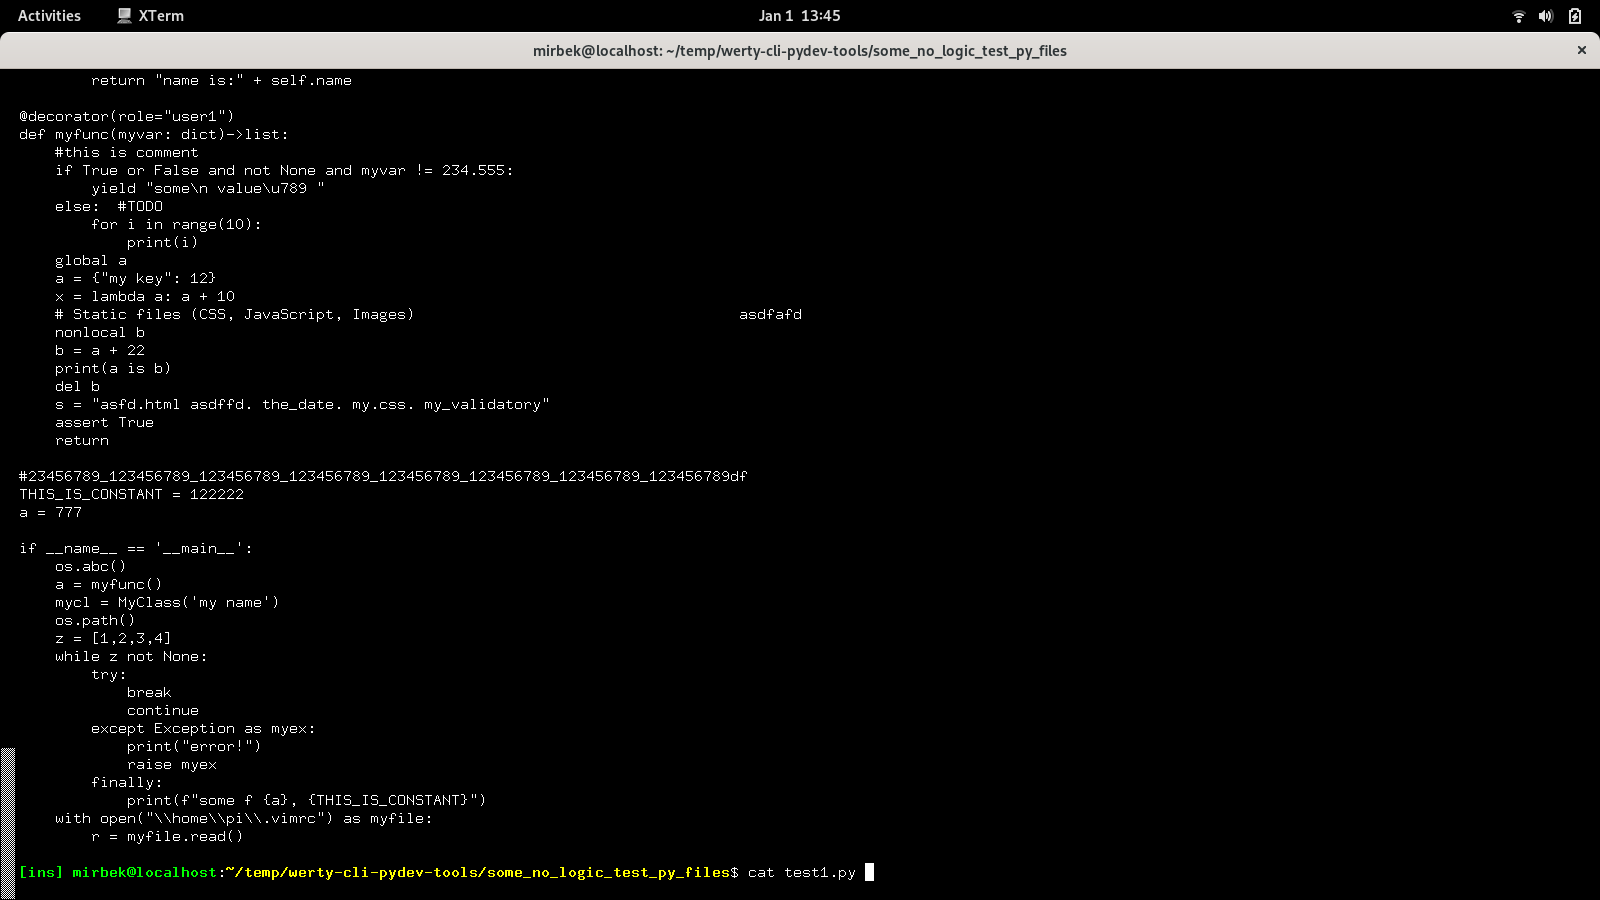 Activities XTerm Jan 1 13:45
mirbek@localhost: ~/temp/werty-cli-pydev-tools/some_no_logic_test_py_files ×
        return "name is:" + self.name

@decorator(role="user1")
def myfunc(myvar: dict)->list:
    #this is comment
    if True or False and not None and myvar != 234.555:
        yield "some\n value\u789 "
    else:  #TODO
        for i in range(10):
            print(i)
    global a
    a = {"my key": 12}
    x = lambda a: a + 10
    # Static files (CSS, JavaScript, Images)                                    asdfafd
    nonlocal b
    b = a + 22
    print(a is b)
    del b
    s = "asfd.html asdffd. the_date. my.css. my_validatory"
    assert True
    return

#23456789_123456789_123456789_123456789_123456789_123456789_123456789_123456789df
THIS_IS_CONSTANT = 122222
a = 777

if __name__ == '__main__':
    os.abc()
    a = myfunc()
    mycl = MyClass('my name')
    os.path()
    z = [1,2,3,4]
    while z not None:
        try:
            break
            continue
        except Exception as myex:
            print("error!")
            raise myex
        finally:
            print(f"some f {a}, {THIS_IS_CONSTANT}")
    with open("\\home\\pi\\.vimrc") as myfile:
        r = myfile.read()

[ins] mirbek@localhost:~/temp/werty-cli-pydev-tools/some_no_logic_test_py_files$ cat test1.py